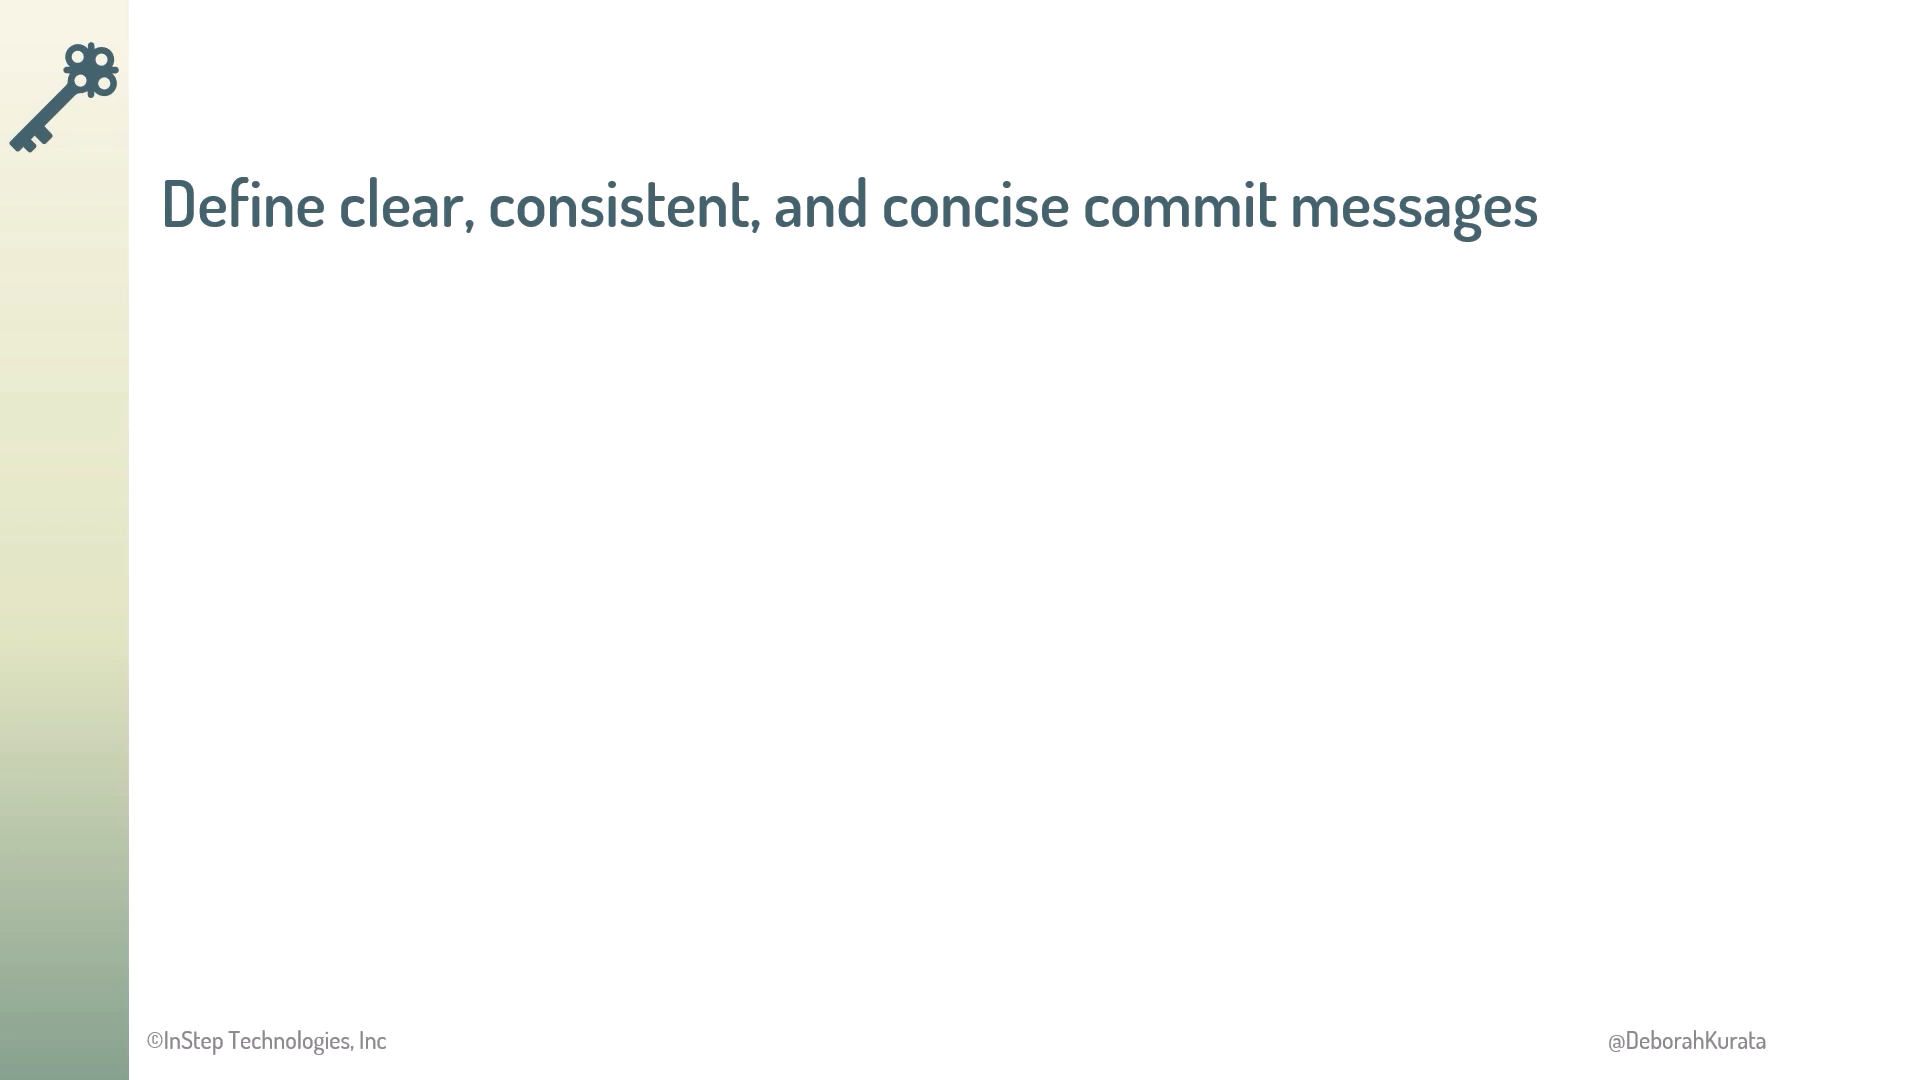 Define clear, consistent, and concise commit messages
©InStep Technologies, Inc
@DeborahKurata